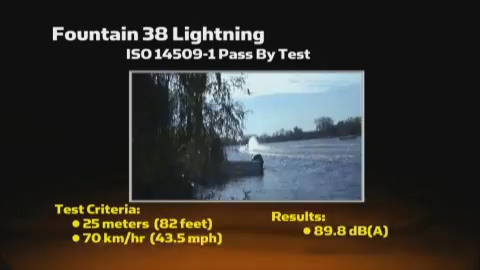 Fountain 38 Lightning
ISO 14509-1 Pass By Test
Test Criteria:
● 25 meters (82 feet)
● 70 km/hr (43.5 mph)
Results:
● 89.8 dB(A)